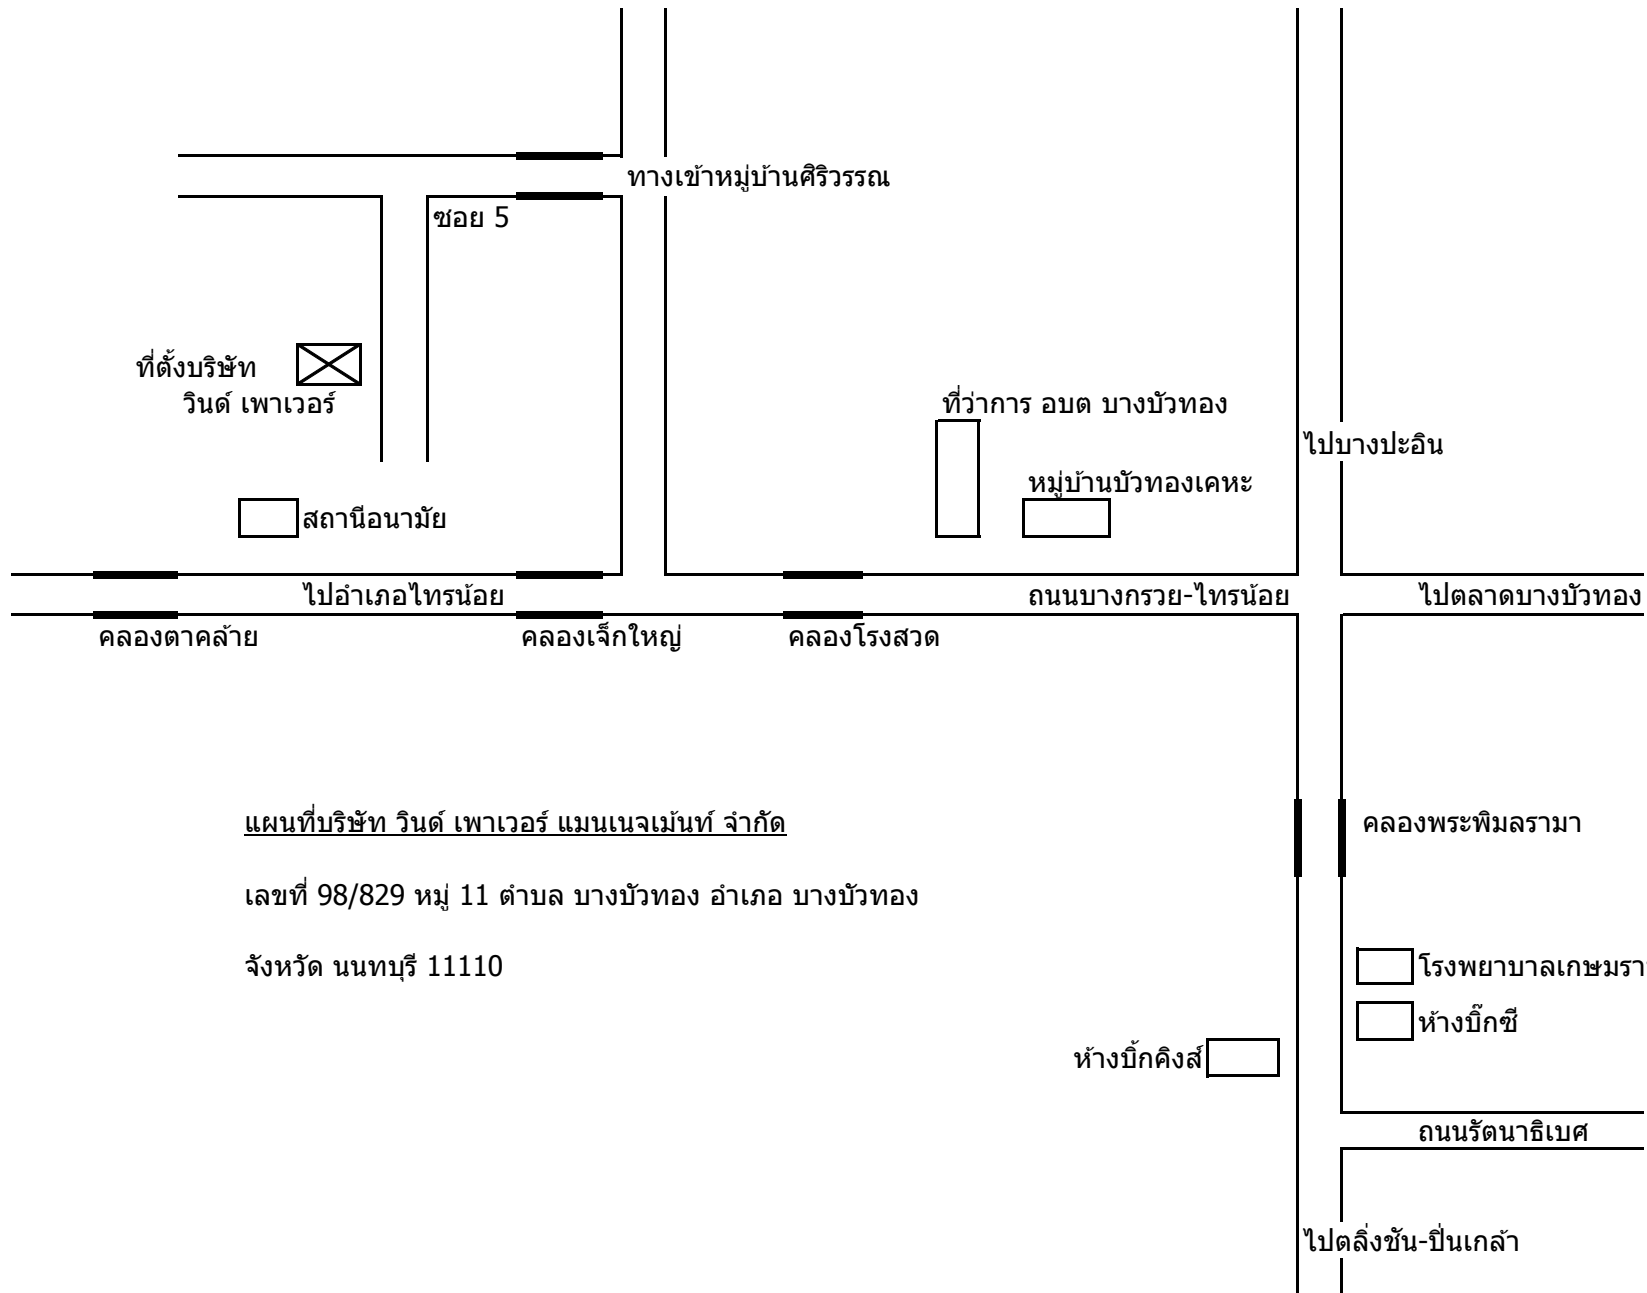 ทางเข้าหมู่บ้านศิริวรรณ
ซอย 5
ที่ตั้งบริษัท
วินด์ เพาเวอร์
ที่ว่าการ อบต บางบัวทอง
ไปบางปะอิน
หมู่บ้านบัวทองเคหะ
สถานีอนามัย
ไปอำเภอไทรน้อย
ถนนบางกรวย-ไทรน้อย
ไปตลาดบางบัวทอง
คลองตาคล้าย
คลองเจ็กใหญ่
คลองโรงสวด
แผนที่บริษัท วินด์ เพาเวอร์ แมนเนจเม้นท์ จำกัด
คลองพระพิมลรามา
เลขที่ 98/829 หมู่ 11 ตำบล บางบัวทอง อำเภอ บางบัวทอง
จังหวัด นนทบุรี 11110
โรงพยาบาลเกษมรา
ห้างบิ๊กซี
ห้างบิ้กคิงส์
ถนนรัตนาธิเบศ
ไปตลิ่งชัน-ปิ่นเกล้า